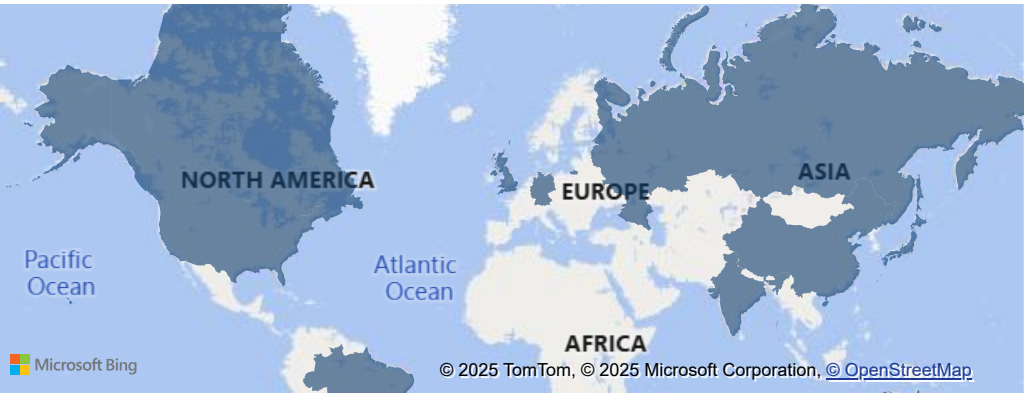 NORTH AMERICA
ASIA
EUROPE
Pacific
Ocean
Atlantic
Ocean
AFRICA
Microsoft Bing
© 2025 TomTom, © 2025 Microsoft Corporation, © OpenStreetMap